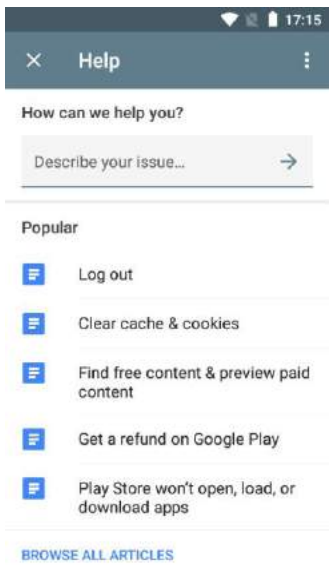 17:15
Help
How can we help you?
Describe your issue...
Popular
Log out
Clear cache & cookies
Find free content & preview paid
content
Get a refund on Google Play
Play Store won't open, load, or
download apps
BROWSE ALL ARTICLES